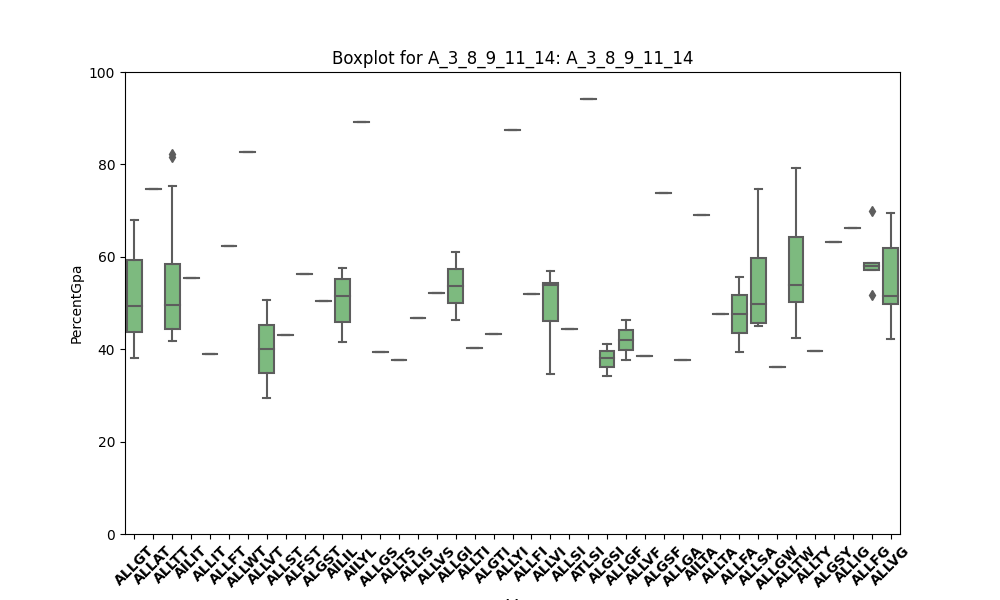 Boxplot for A_3_8_9_11_14: A_3_8_9_11_14
PercentGpa
100
80
60
40
20
0
ALLGT
ALLAT
ALLTT
AILIT
ALLIT
ALLFT
ALLWT
ALLVT
ALLST
ALFST
ALGST
AILIL
AILYL
ALLGS
ALLTS
ALLIS
ALLVS
ALLGI
ALLTI
ALGTI
ALLYI
ALLFI
ALLVI
ALLSI
ATLSI
ALGSI
ALLGF
ALLVF
ALGSF
ALLGA
AILTA
ALLTA
ALLFA
ALLSA
ALLGW
ALLTW
ALLTY
ALGSY
ALLIG
ALLFG
ALLVG